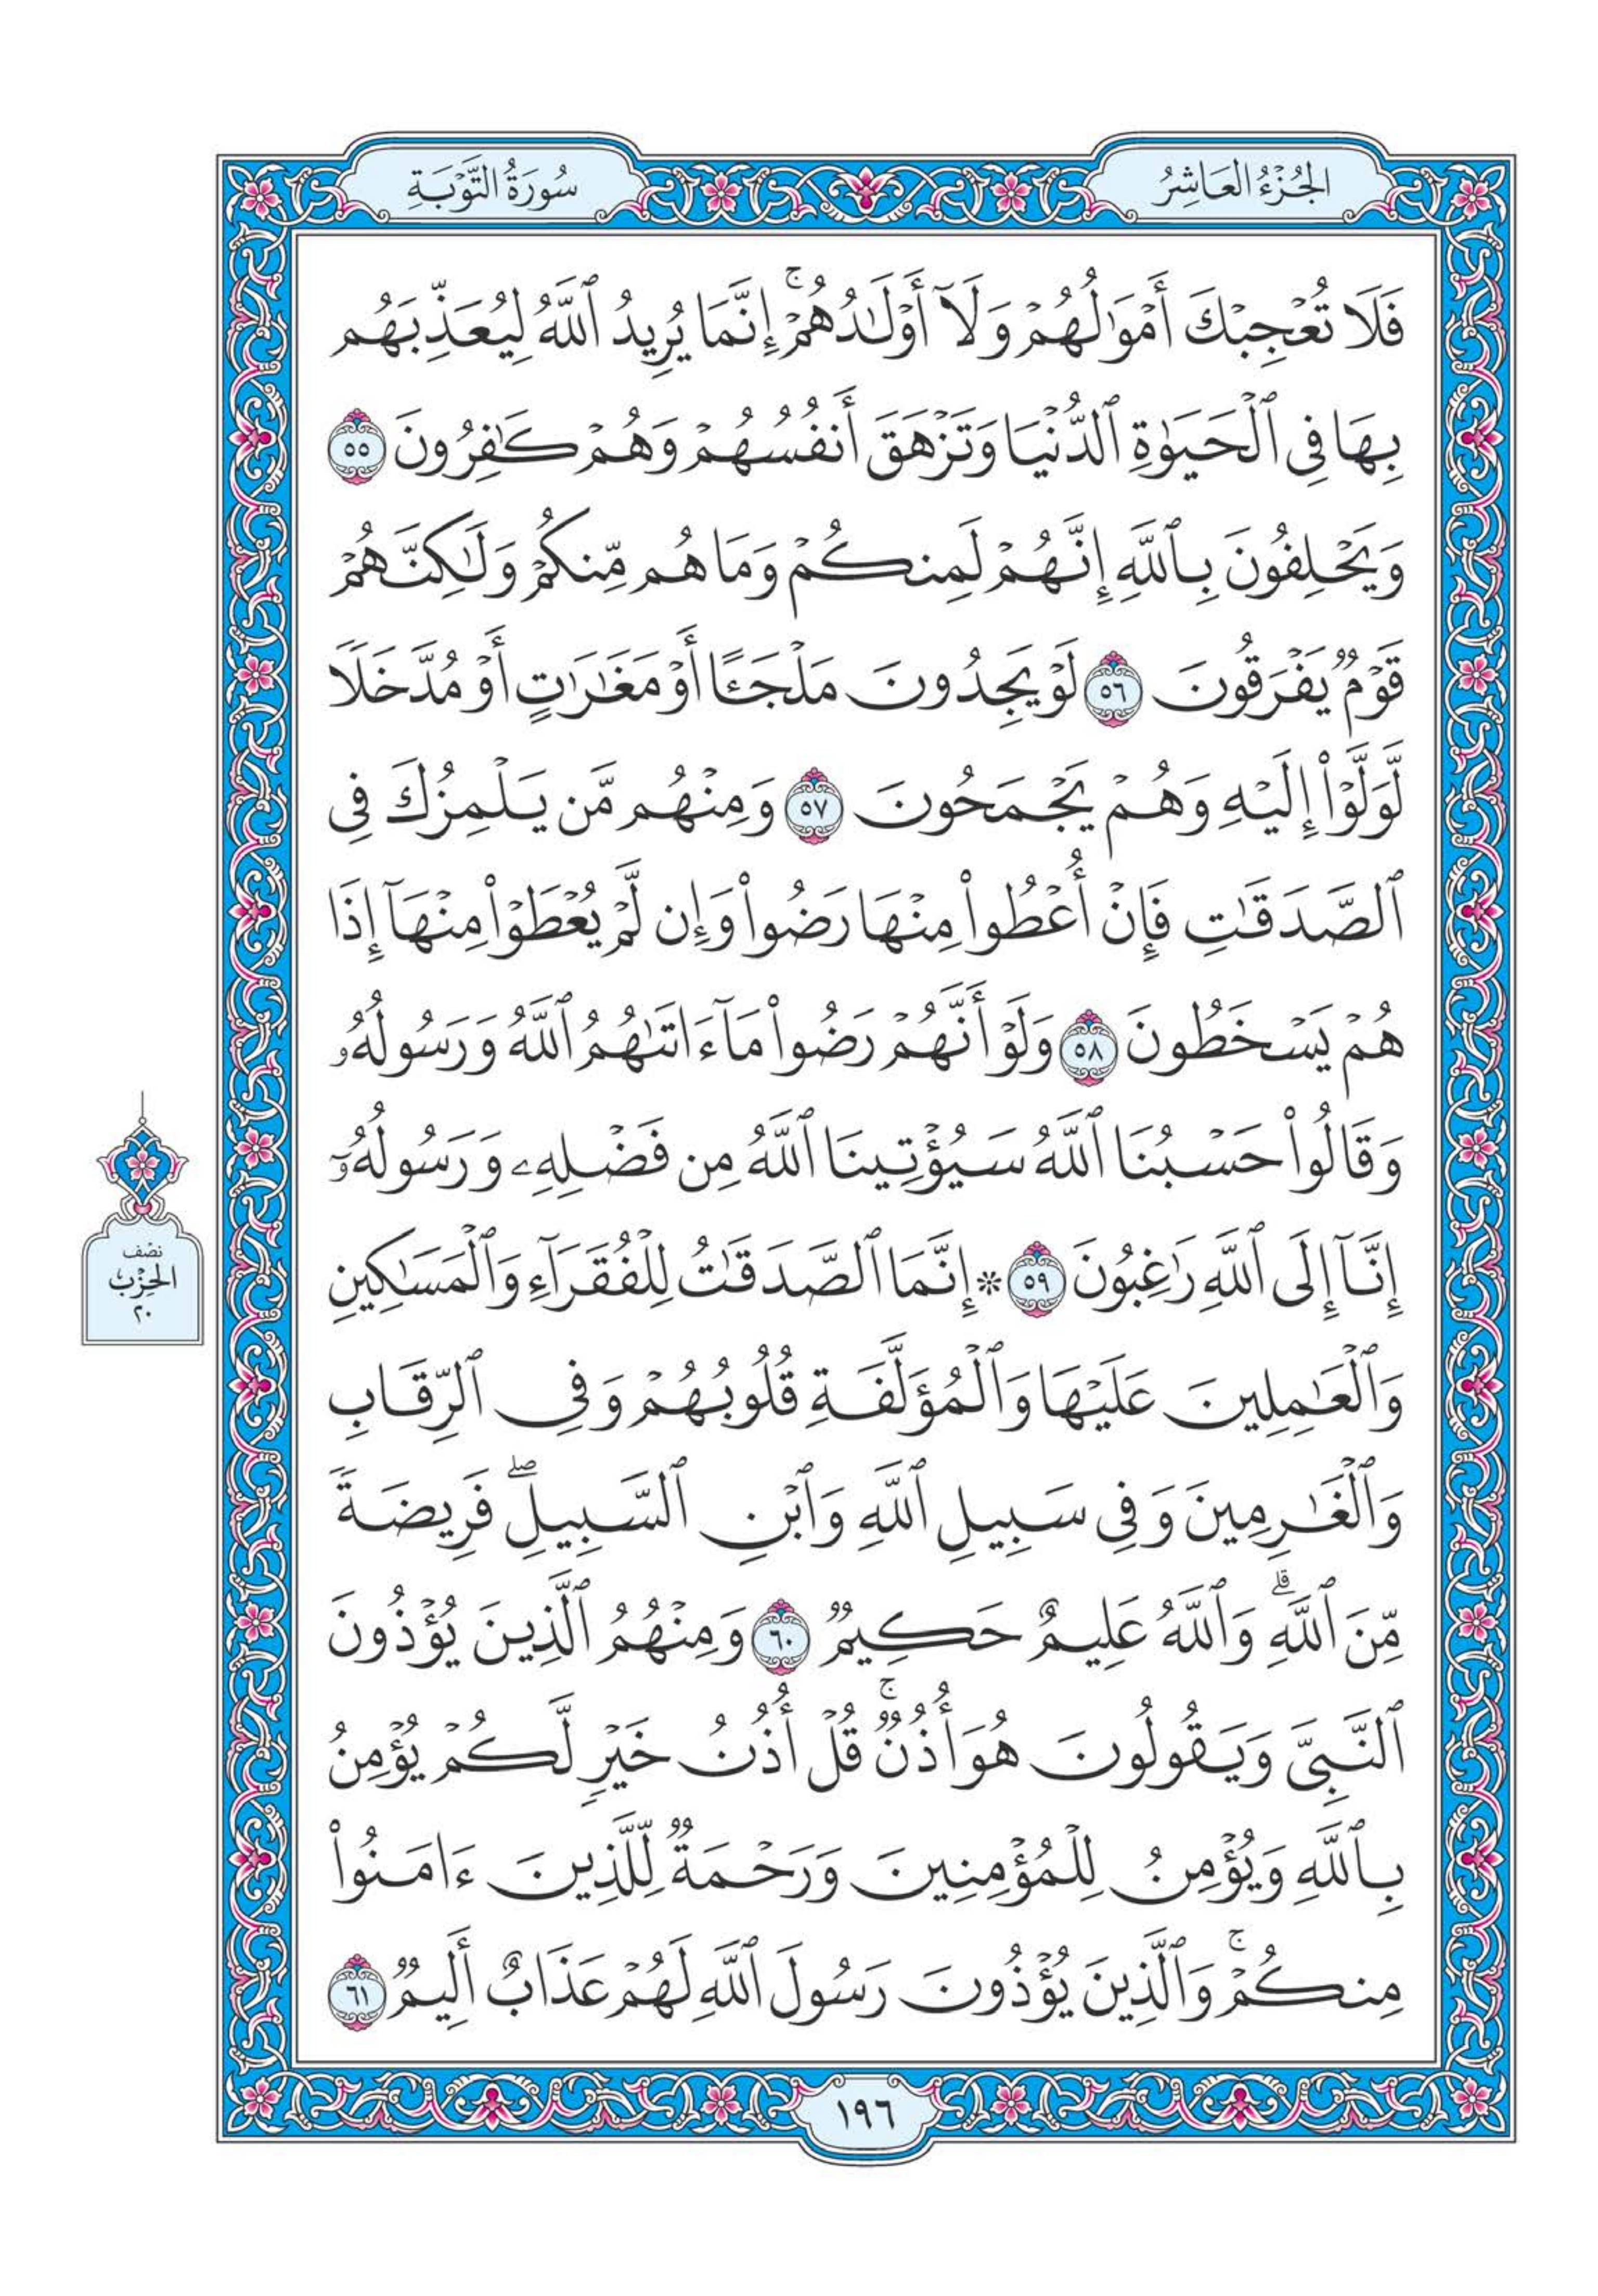 الجُزْءُ العَاشِرُ
سُورَةُ التَّوْبَةِ
فَلَا تُعْجِبْكَ أَمْوَٰلُهُمْ وَلَآ أَوْلَٰدُهُمْ ۚ إِنَّمَا يُرِيدُ ٱللَّهُ لِيُعَذِّبَهُم
بِهَا فِى ٱلْحَيَوٰةِ ٱلدُّنْيَا وَتَزْهَقَ أَنفُسُهُمْ وَهُمْ كَٰفِرُونَ ٥٥
وَيَحْلِفُونَ بِٱللَّهِ إِنَّهُمْ لَمِنكُمْ وَمَا هُم مِّنكُمْ وَلَٰكِنَّهُمْ
قَوْمٌ يَفْرَقُونَ ٥٦ لَوْ يَجِدُونَ مَلْجَـًٔا أَوْ مَغَٰرَٰتٍ أَوْ مُدَّخَلًا
لَّوَلَّوْا۟ إِلَيْهِ وَهُمْ يَجْمَحُونَ ٥٧ وَمِنْهُم مَّن يَلْمِزُكَ فِى
ٱلصَّدَقَٰتِ فَإِنْ أُعْطُوا۟ مِنْهَا رَضُوا۟ وَإِن لَّمْ يُعْطَوْا۟ مِنْهَآ إِذَا
هُمْ يَسْخَطُونَ ٥٨ وَلَوْ أَنَّهُمْ رَضُوا۟ مَآ ءَاتَىٰهُمُ ٱللَّهُ وَرَسُولُهُۥ
وَقَالُوا۟ حَسْبُنَا ٱللَّهُ سَيُؤْتِينَا ٱللَّهُ مِن فَضْلِهِۦ وَرَسُولُهُۥٓ
إِنَّآ إِلَى ٱللَّهِ رَٰغِبُونَ ٥٩ ۞ إِنَّمَا ٱلصَّدَقَٰتُ لِلْفُقَرَآءِ وَٱلْمَسَٰكِينِ
وَٱلْعَٰمِلِينَ عَلَيْهَا وَٱلْمُؤَلَّفَةِ قُلُوبُهُمْ وَفِى ٱلرِّقَابِ
وَٱلْغَٰرِمِينَ وَفِى سَبِيلِ ٱللَّهِ وَٱبْنِ ٱلسَّبِيلِ ۖ فَرِيضَةً
مِّنَ ٱللَّهِ ۗ وَٱللَّهُ عَلِيمٌ حَكِيمٌ ٦٠ وَمِنْهُمُ ٱلَّذِينَ يُؤْذُونَ
ٱلنَّبِىَّ وَيَقُولُونَ هُوَ أُذُنٌ ۚ قُلْ أُذُنُ خَيْرٍ لَّكُمْ يُؤْمِنُ
بِٱللَّهِ وَيُؤْمِنُ لِلْمُؤْمِنِينَ وَرَحْمَةٌ لِّلَّذِينَ ءَامَنُوا۟
مِنكُمْ ۚ وَٱلَّذِينَ يُؤْذُونَ رَسُولَ ٱللَّهِ لَهُمْ عَذَابٌ أَلِيمٌ ٦١
نصْف
الحِزْب
٢٠
١٩٦